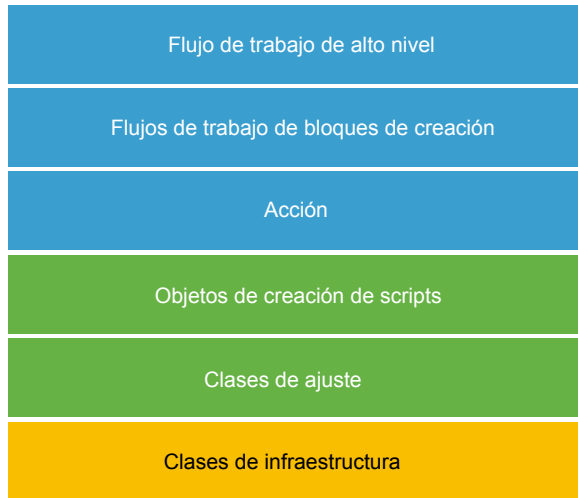 Flujo de trabajo de alto nivel
Flujos de trabajo de bloques de creación
Acción
Objetos de creación de scripts
Clases de ajuste
Clases de infraestructura